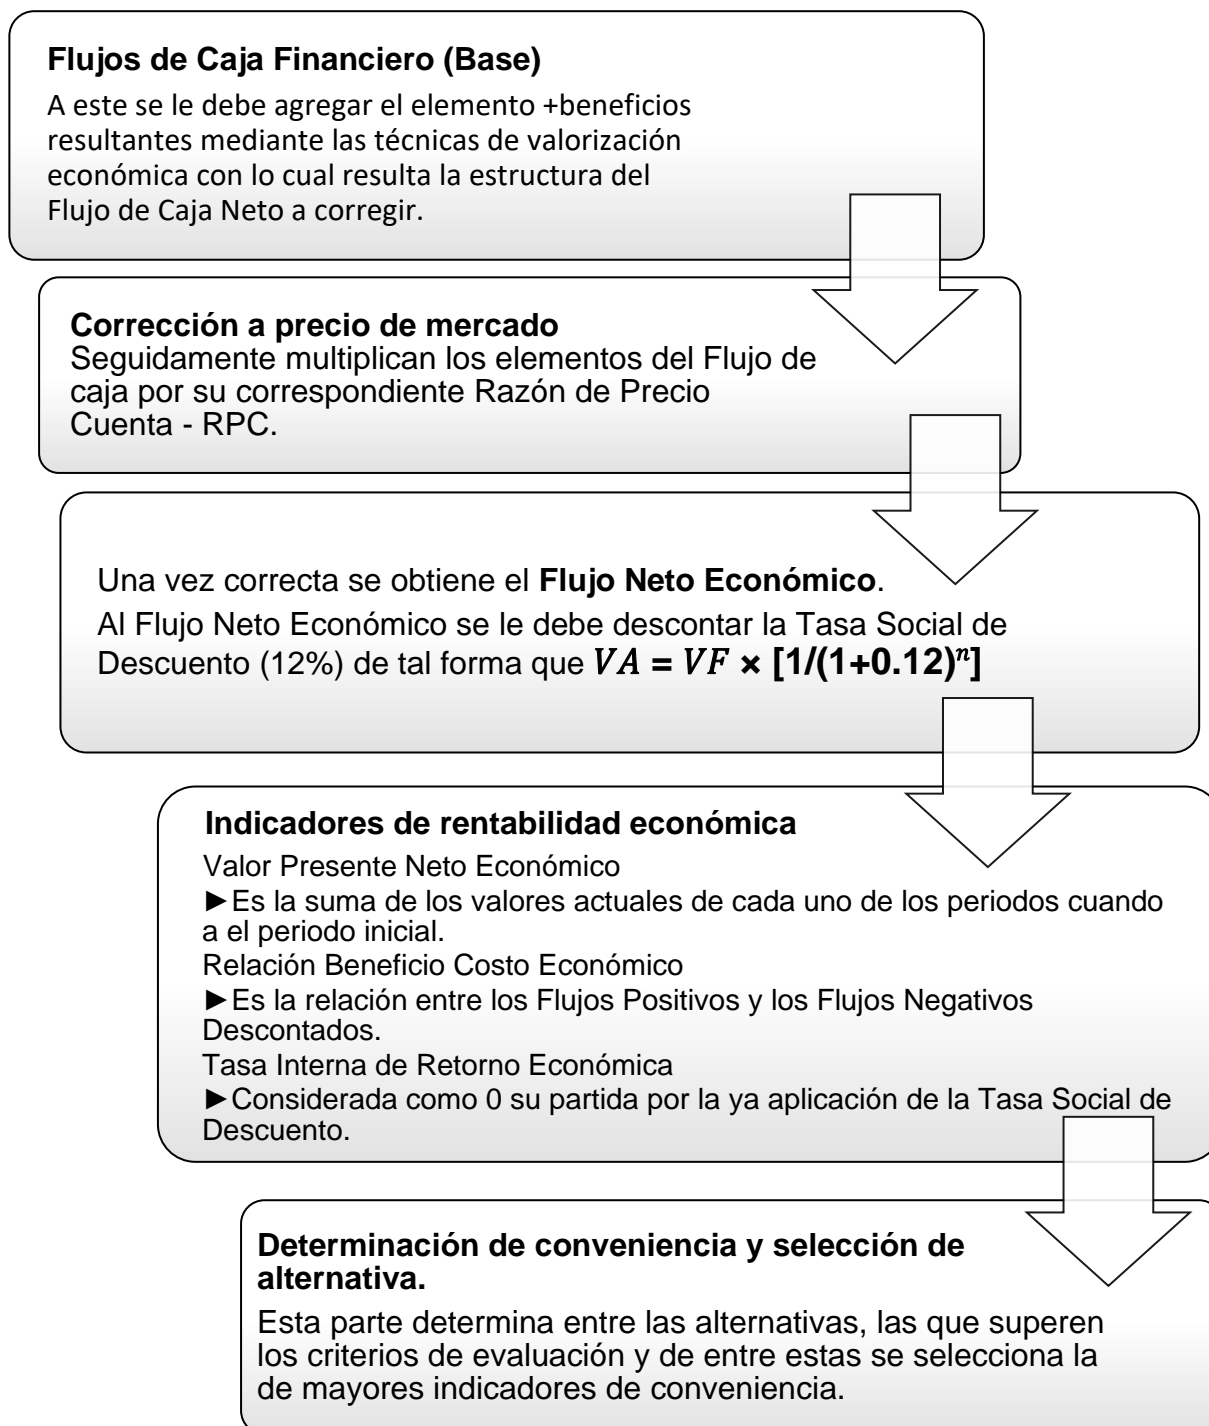 Flujos de Caja Financiero (Base)
A este se le debe agregar el elemento +beneficios
resultantes mediante las técnicas de valorización
económica con lo cual resulta la estructura del
Flujo de Caja Neto a corregir.
Corrección a precio de mercado
Seguidamente multiplican los elementos del Flujo de
caja por su correspondiente Razón de Precio
Cuenta - RPC.
Una vez correcta se obtiene el Flujo Neto Económico.
Al Flujo Neto Económico se le debe descontar la Tasa Social de
Descuento (12%) de tal forma que VA = VF × [1/(1+0.12)ⁿ]
Indicadores de rentabilidad económica
Valor Presente Neto Económico
►Es la suma de los valores actuales de cada uno de los periodos cuando
a el periodo inicial.
Relación Beneficio Costo Económico
►Es la relación entre los Flujos Positivos y los Flujos Negativos
Descontados.
Tasa Interna de Retorno Económica
►Considerada como 0 su partida por la ya aplicación de la Tasa Social de
Descuento.
Determinación de conveniencia y selección de
alternativa.
Esta parte determina entre las alternativas, las que superen
los criterios de evaluación y de entre estas se selecciona la
de mayores indicadores de conveniencia.